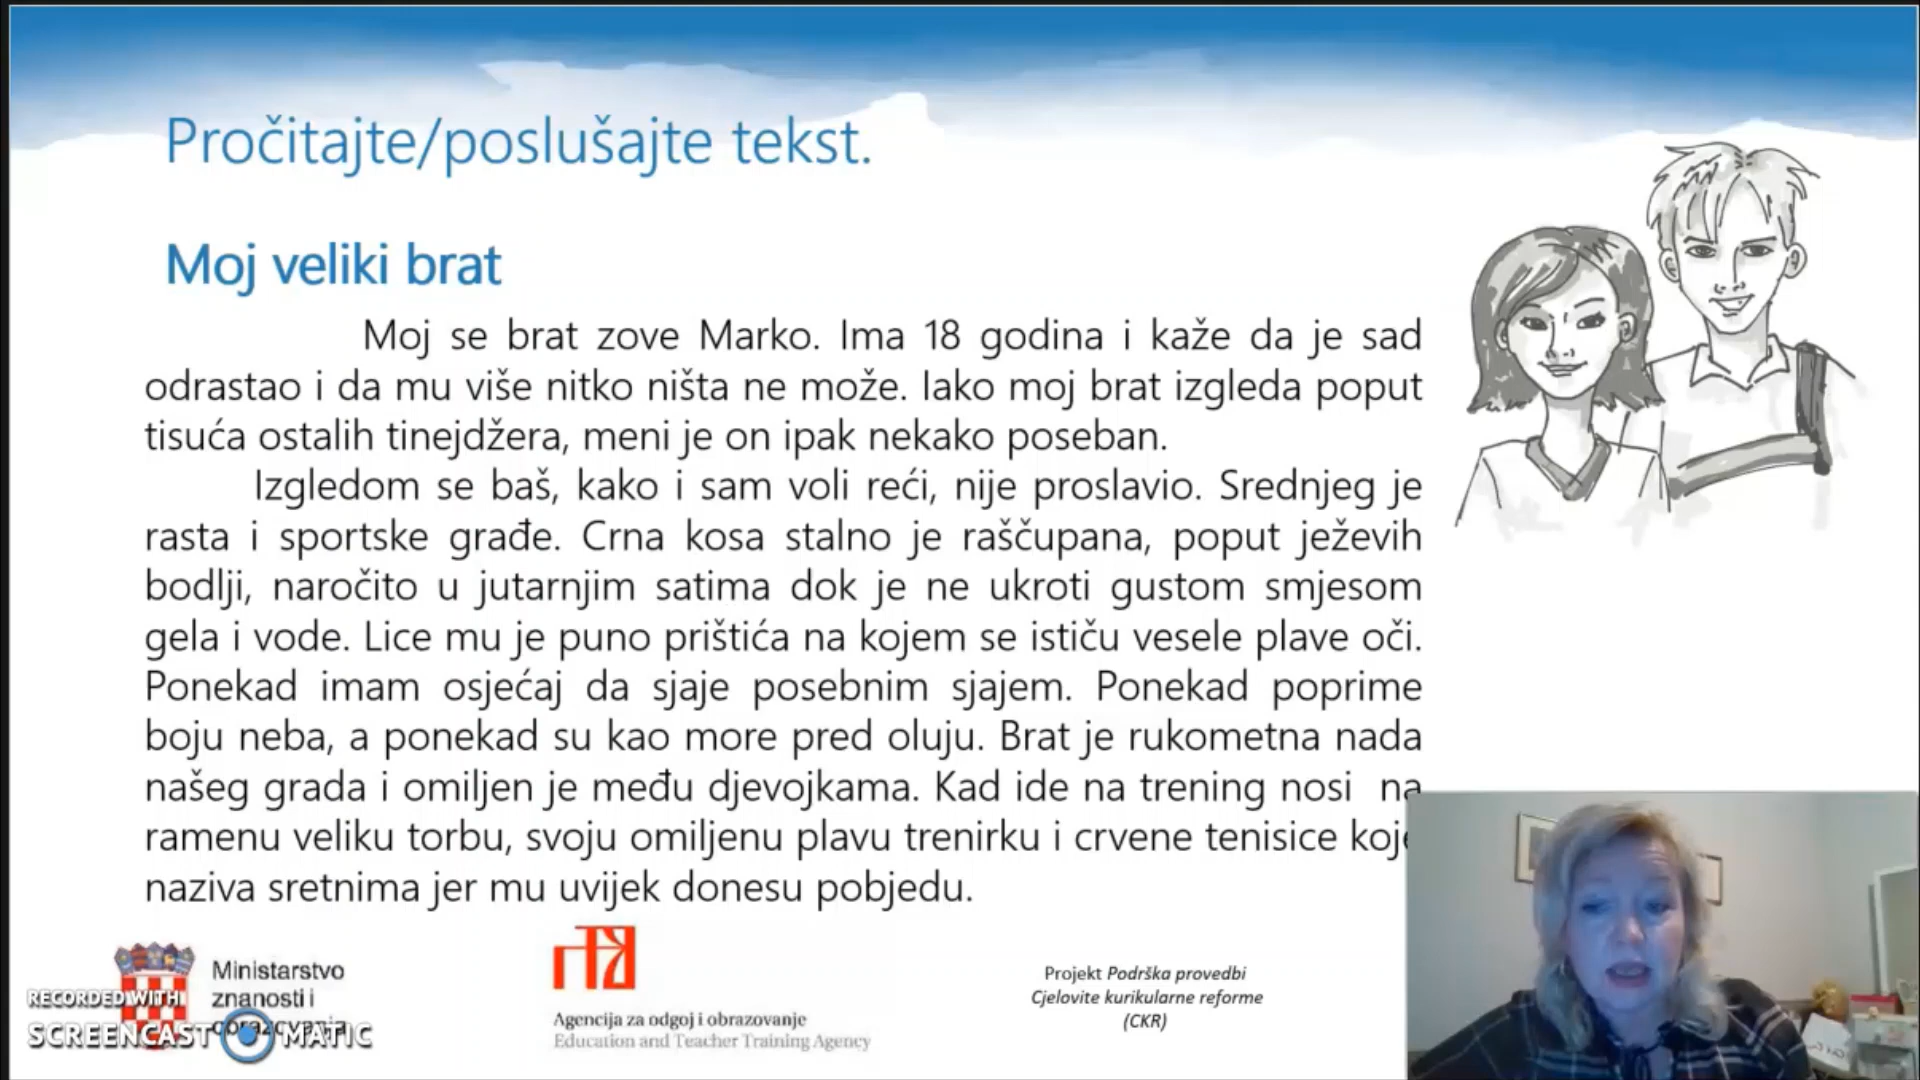 Pročitajte/poslušajte tekst.
Moj veliki brat
Moj se brat zove Marko. Ima 18 godina i kaže da je sad
odrastao i da mu više nitko ništa ne može. Iako moj brat izgleda poput
tisuća ostalih tinejdžera, meni je on ipak nekako poseban.
Izgledom se baš, kako i sam voli reći, nije proslavio. Srednjeg je
rasta i sportske građe. Crna kosa stalno je raščupana, poput ježevih
bodlji, naročito u jutarnjim satima dok je ne ukroti gustom smjesom
gela i vode. Lice mu je puno prištića na kojem se ističu vesele plave oči.
Ponekad imam osjećaj da sjaje posebnim sjajem. Ponekad poprime
boju neba, a ponekad su kao more pred oluju. Brat je rukometna nada
našeg grada i omiljen je među djevojkama. Kad ide na trening nosi na
ramenu veliku torbu, svoju omiljenu plavu trenirku i crvene tenisice koje
naziva sretnima jer mu uvijek donesu pobjedu.
Ministarstvo
znanosti i
obrazovanja
RECORDED WITH
SCREENCAST MATIC
Agencija za odgoj i obrazovanje
Education and Teacher Training Agency
Projekt Podrška provedbi
Cjelovite kurikularne reforme
(CKR)